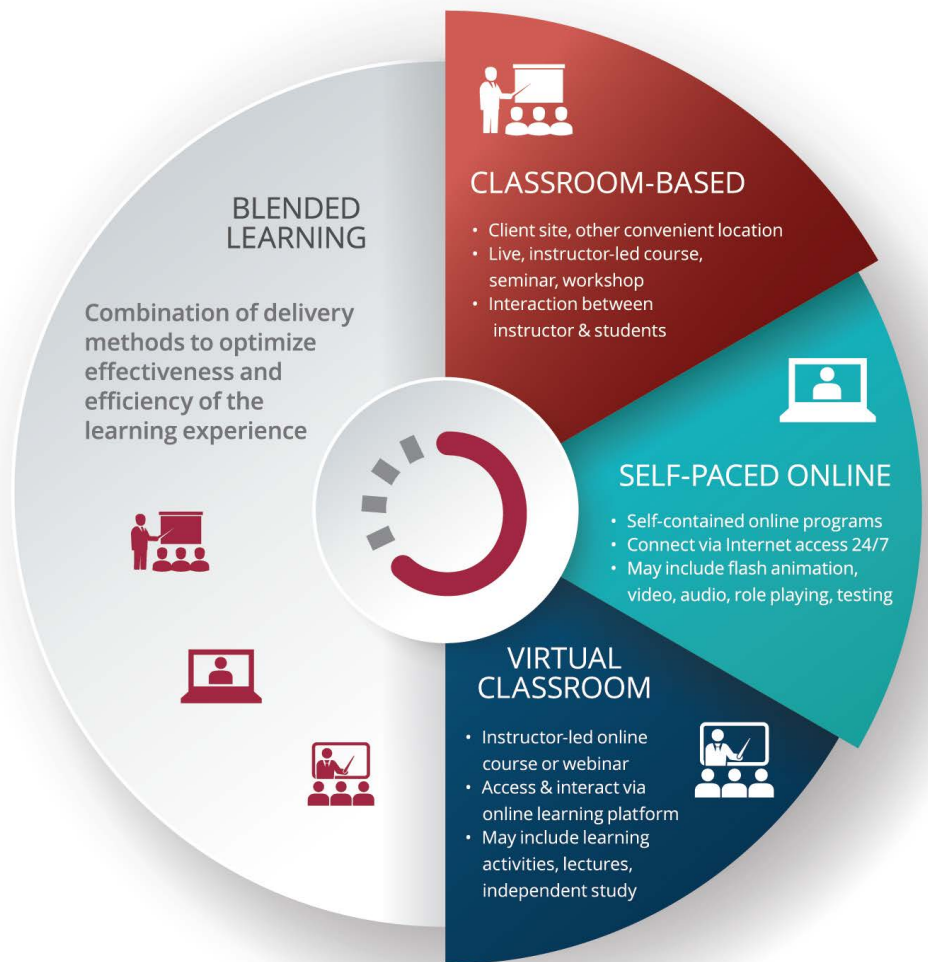 BLENDED
LEARNING
Combination of delivery
methods to optimize
effectiveness and
efficiency of the
learning experience
CLASSROOM-BASED
• Client site, other convenient location
• Live, instructor-led course,
seminar, workshop
• Interaction between
instructor & students
SELF-PACED ONLINE
• Self-contained online programs
• Connect via Internet access 24/7
• May include flash animation,
video, audio, role playing, testing
VIRTUAL
CLASSROOM
• Instructor-led online
course or webinar
• Access & interact via
online learning platform
• May include learning
activities, lectures,
independent study